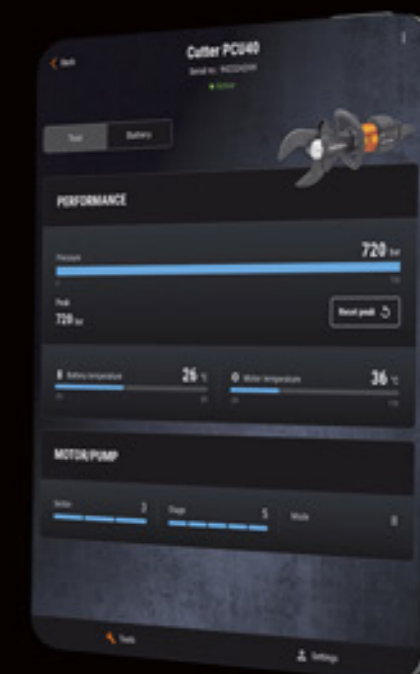 Back
Cutter PCU40
Tool
Battery
PERFORMANCE
Pressure
720 bar
Peak
720 bar
Reset peak
Battery temperature
26 °C
Motor temperature
36 °C
MOTOR/PUMP
3
Stage
5
Mode
Tools
Settings